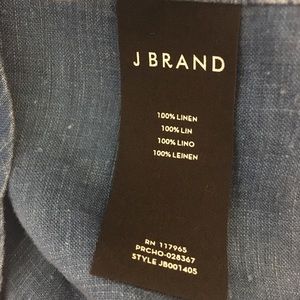 J BRAND
100% LINEN
100% LIN
100% LINO
100% LEINEN
RN 117965
PRCHO-028367
STYLE JB001405